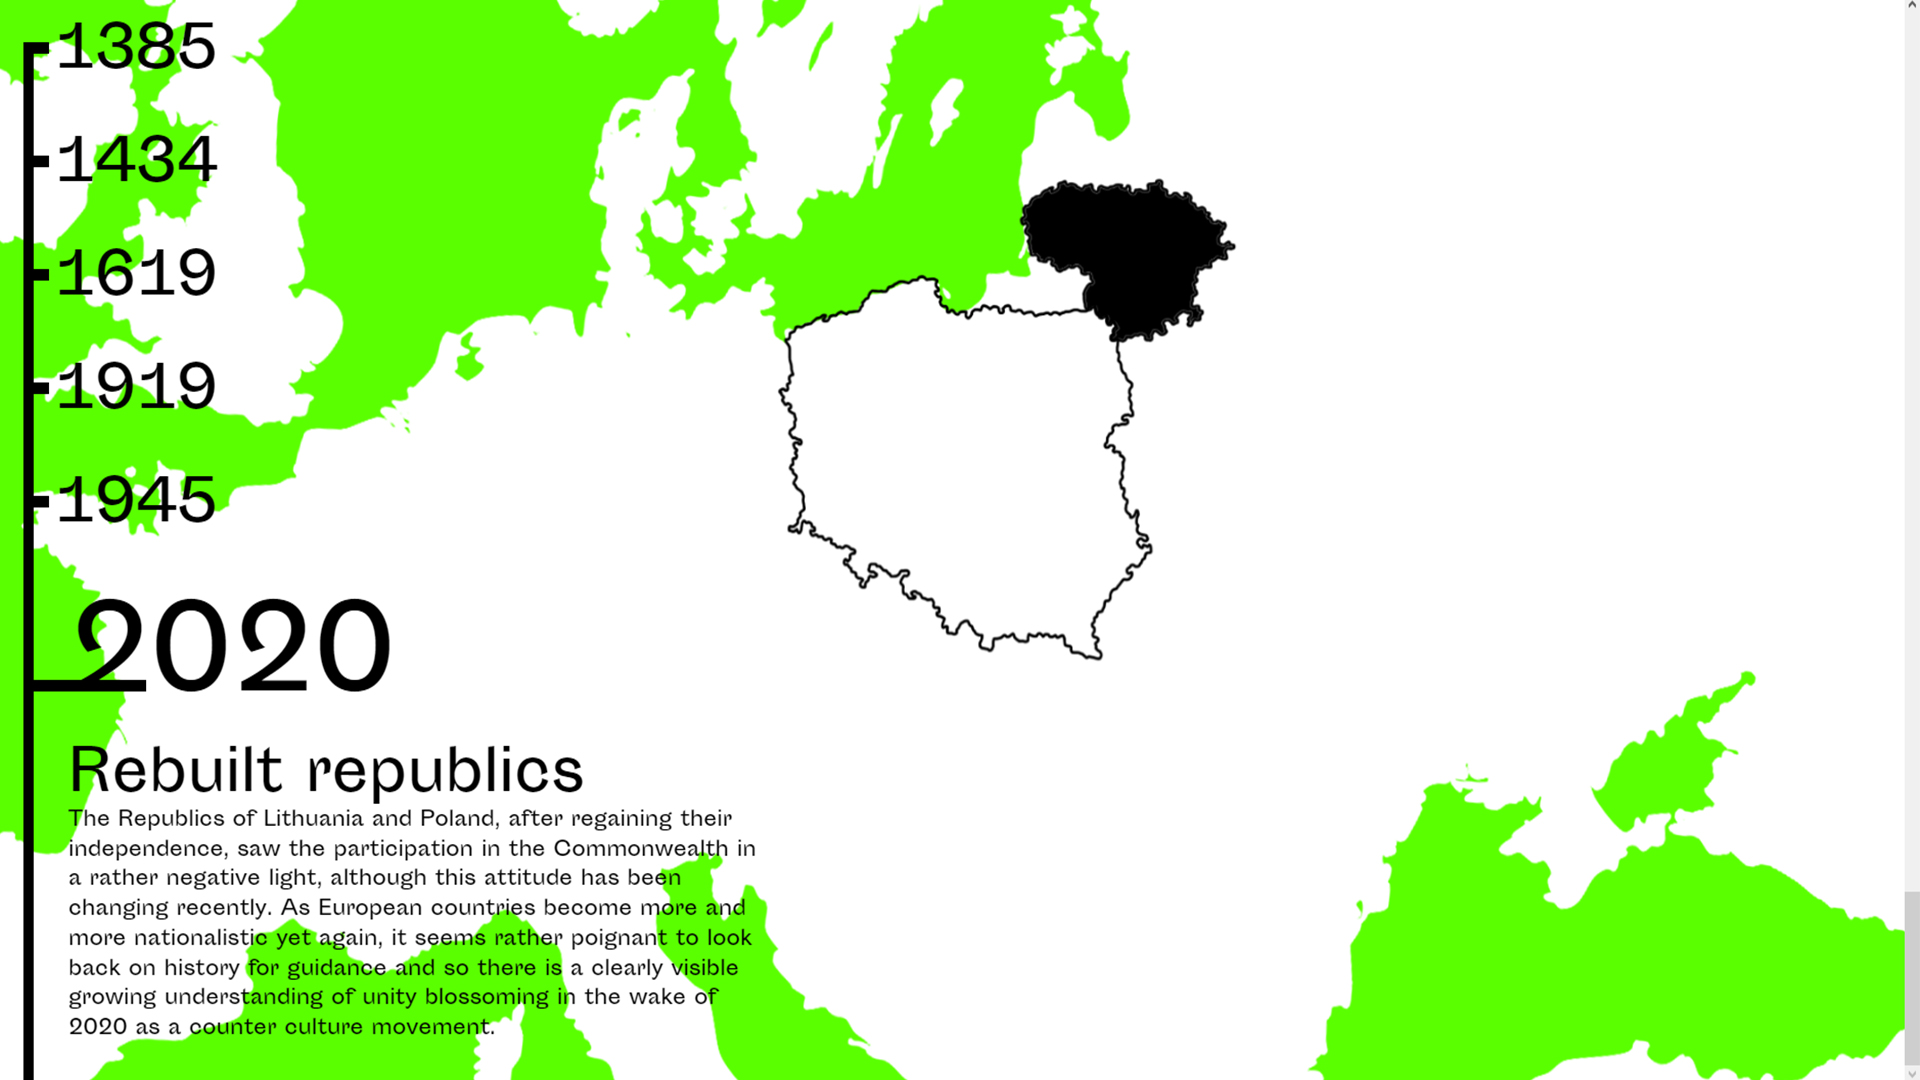 1385
1434
1619
1919
1945
2020
Rebuilt republics
The Republics of Lithuania and Poland, after regaining their
independence, saw the participation in the Commonwealth in
a rather negative light, although this attitude has been
changing recently. As European countries become more and
more nationalistic yet again, it seems rather poignant to look
back on history for guidance and so there is a clearly visible
growing understanding of unity blossoming in the wake of
2020 as a counter culture movement.